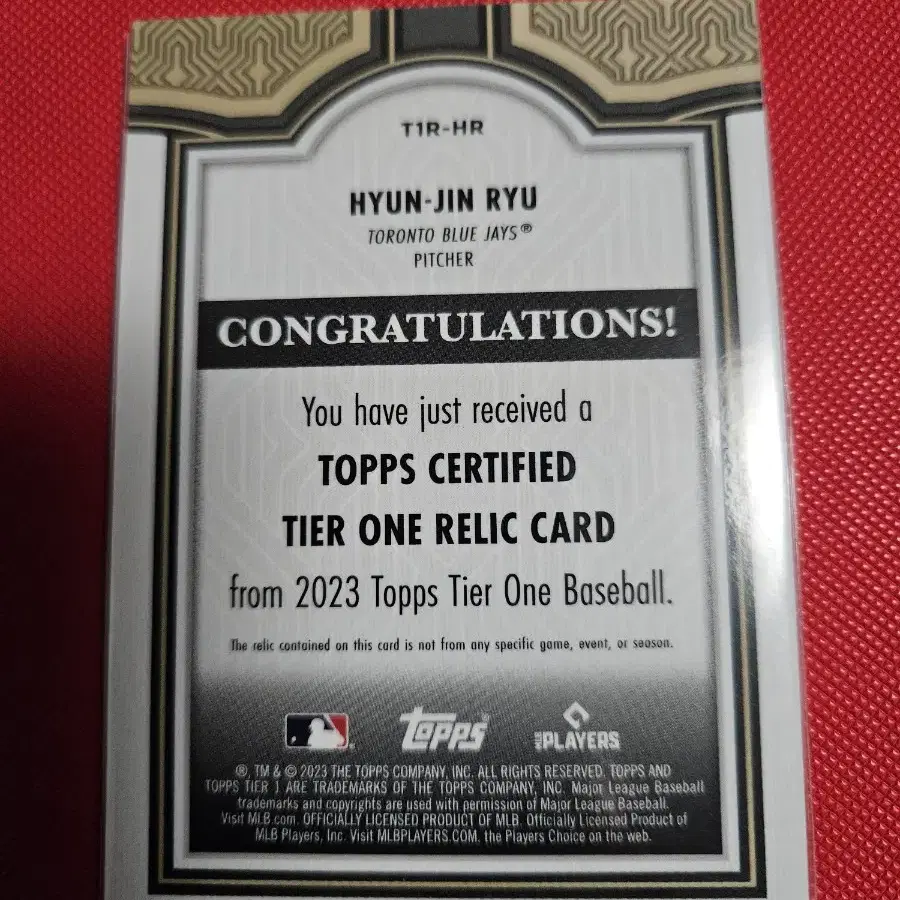 T1R-HR
HYUN-JIN RYU
TORONTO BLUE JAYS®
PITCHER
CONGRATULATIONS!
You have just received a
TOPPS CERTIFIED
TIER ONE RELIC CARD
from 2023 Topps Tier One Baseball.
The relic contained on this card is not from any specific game, event, or season.
Topps
PLAYERS
®, TM & © 2023 THE TOPPS COMPANY, INC. ALL RIGHTS RESERVED. TOPPS AND
TOPPS TIER 1 ARE TRADEMARKS OF THE TOPPS COMPANY, INC. Major League Baseball
trademarks and copyrights are used with permission of Major League Baseball.
Visit MLB.com. OFFICIALLY LICENSED PRODUCT OF MLB. Officially Licensed Product of
MLB Players, Inc. Visit MLBPLAYERS.COM, the Players Choice on the web.